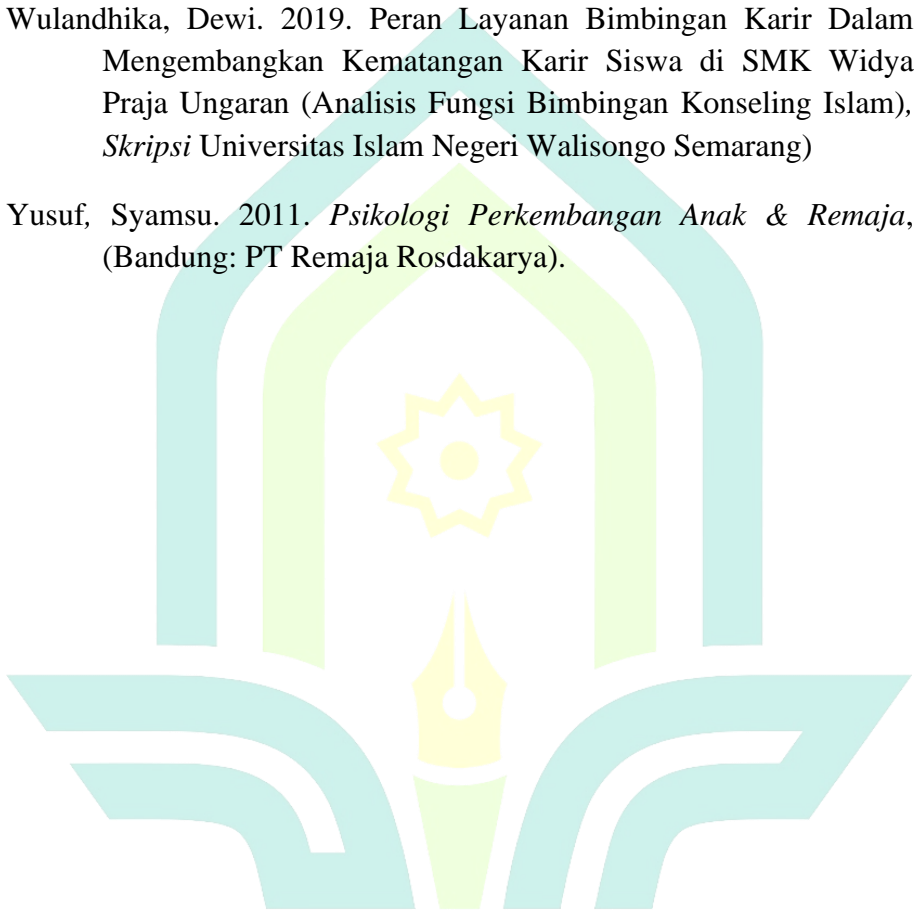 Wulandhika, Dewi. 2019. Peran Layanan Bimbingan Karir Dalam
Mengembangkan Kematangan Karir Siswa di SMK Widya
Praja Ungaran (Analisis Fungsi Bimbingan Konseling Islam),
Skripsi Universitas Islam Negeri Walisongo Semarang)
Yusuf, Syamsu. 2011. Psikologi Perkembangan Anak & Remaja,
(Bandung: PT Remaja Rosdakarya).